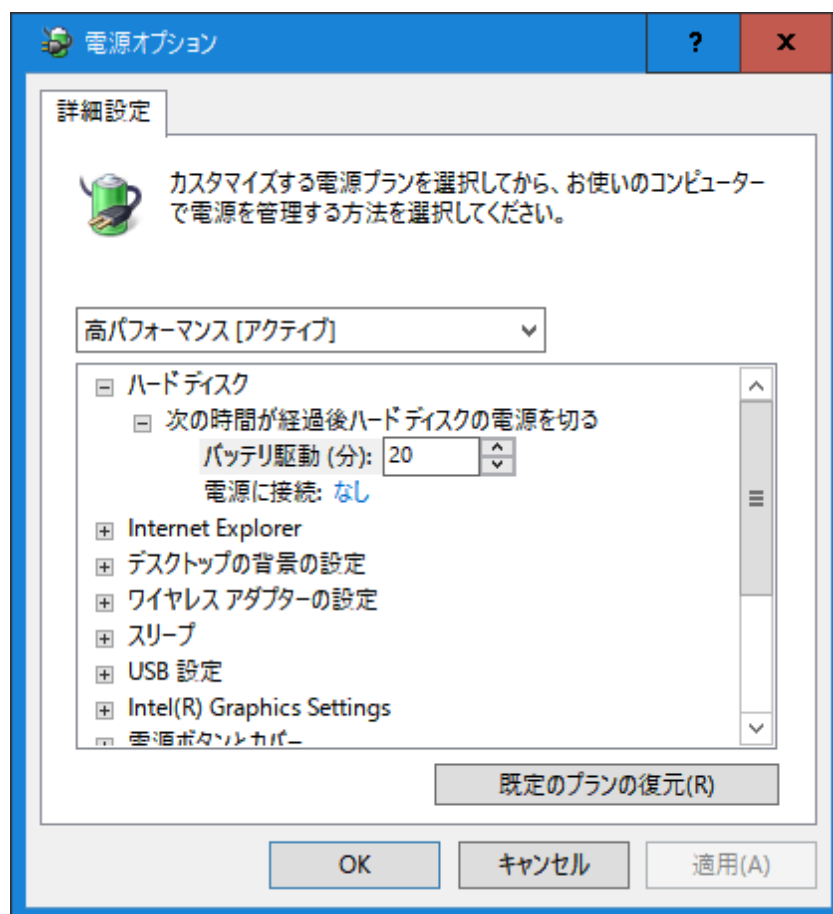 電源オプション
?
x
詳細設定
カスタマイズする電源プランを選択してから、お使いのコンピューター
で電源を管理する方法を選択してください。
高パフォーマンス [アクティブ]
ハード ディスク
次の時間が経過後ハード ディスクの電源を切る
バッテリ駆動 (分): 20
電源に接続: なし
Internet Explorer
デスクトップの背景の設定
ワイヤレス アダプターの設定
スリープ
USB 設定
Intel(R) Graphics Settings
電源ボタンとカバー
既定のプランの復元(R)
OK キャンセル 適用(A)